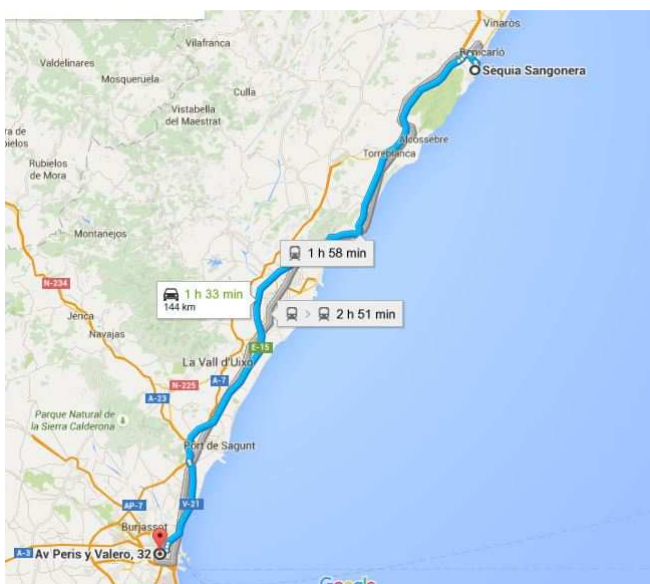 Vinaròs
Vilafranca
Benicarló
Valdelinares
Sequia Sangonera
Mosqueruela
Culla
Vistabella
del Maestrat
Alcossebre
Torreblanca
Rubielos
de Mora
Montanejos
1 h 58 min
N-234
1 h 33 min
144 km
Jérica
> 2 h 51 min
Navajas
E-15
La Vall d'Uixó
A-7
N-225
A-23
Parque Natural de
la Sierra Calderona
Port de Sagunt
AP-7
V-21
Burjassot
A-3
Av Peris y Valero, 32
Google